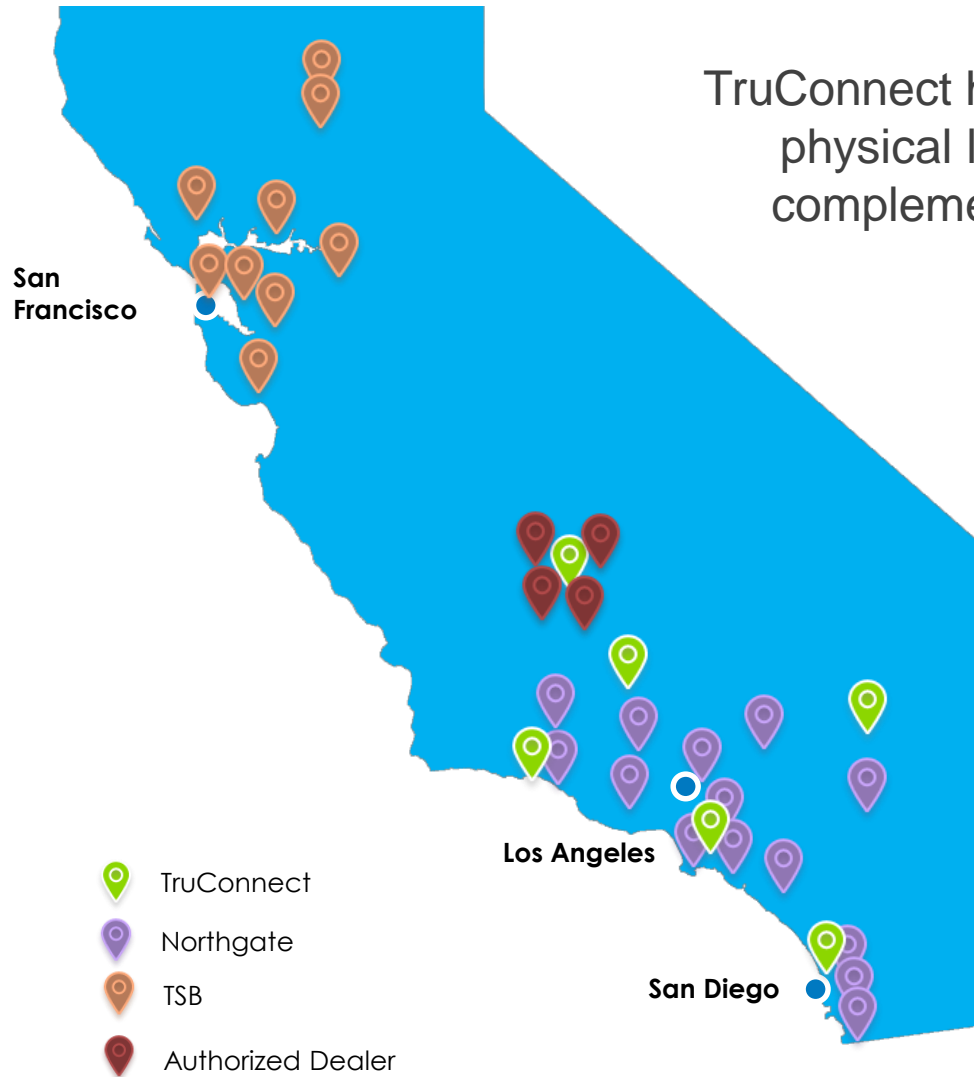 TruConnect
physical
compleme
San
Francisco
Los Angeles
San Diego
TruConnect
Northgate
TSB
Authorized Dealer